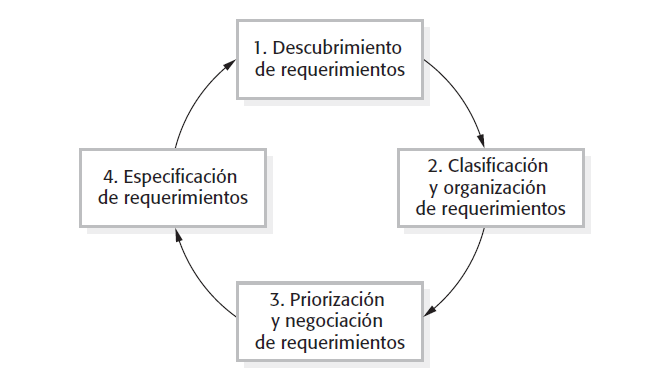 1. Descubrimiento
de requerimientos
2. Clasificación
y organización
de requerimientos
3. Priorización
y negociación
de requerimientos
4. Especificación
de requerimientos